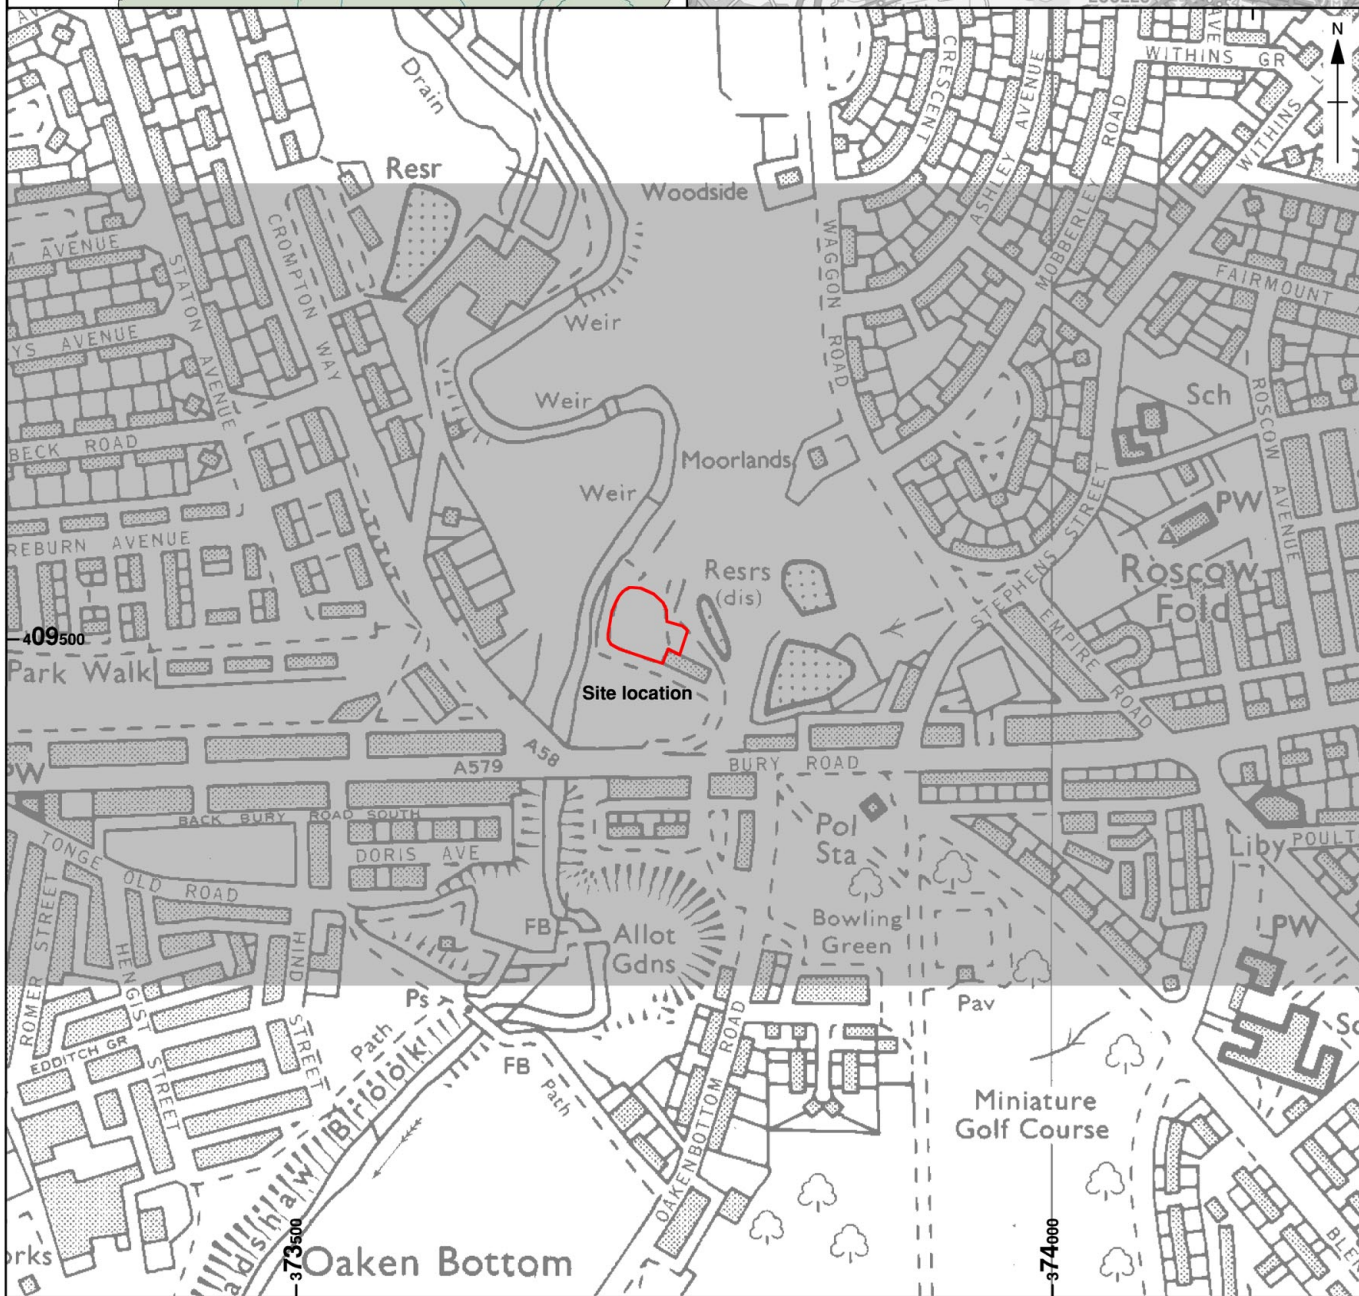 N
WITHINS GR
CRESCENT
ASHLEY AVENUE
MOBBERLEY ROAD
WITHINS
Drain
Resr
Woodside
WAGGON ROAD
AVENUE
STATON AVENUE
CROMPTON WAY
FAIRMOUNT
YS AVENUE
Weir
Weir
Sch
ROSCOW AVENUE
BECK ROAD
Moorlands
Weir
PW
REBURN AVENUE
STEPHENS STREET
Resrs
(dis)
Roscow
Fold
EMPIRE ROAD
409500
Park Walk
Site location
A58
A579
BURY ROAD
PW
BACK BURY ROAD SOUTH
TONGE OLD ROAD
DORIS AVE
Pol
Sta
Liby
POULT
ROMER STREET
HENGIST STREET
HIND STREET
FB
Allot
Gdns
Bowling
Green
PW
Ps
Pav
Path
EDDITCH GR
FB
Path
OAKENBOTTOM ROAD
Miniature
Golf Course
adshaw Brook
orks
373500
374000
Oaken Bottom